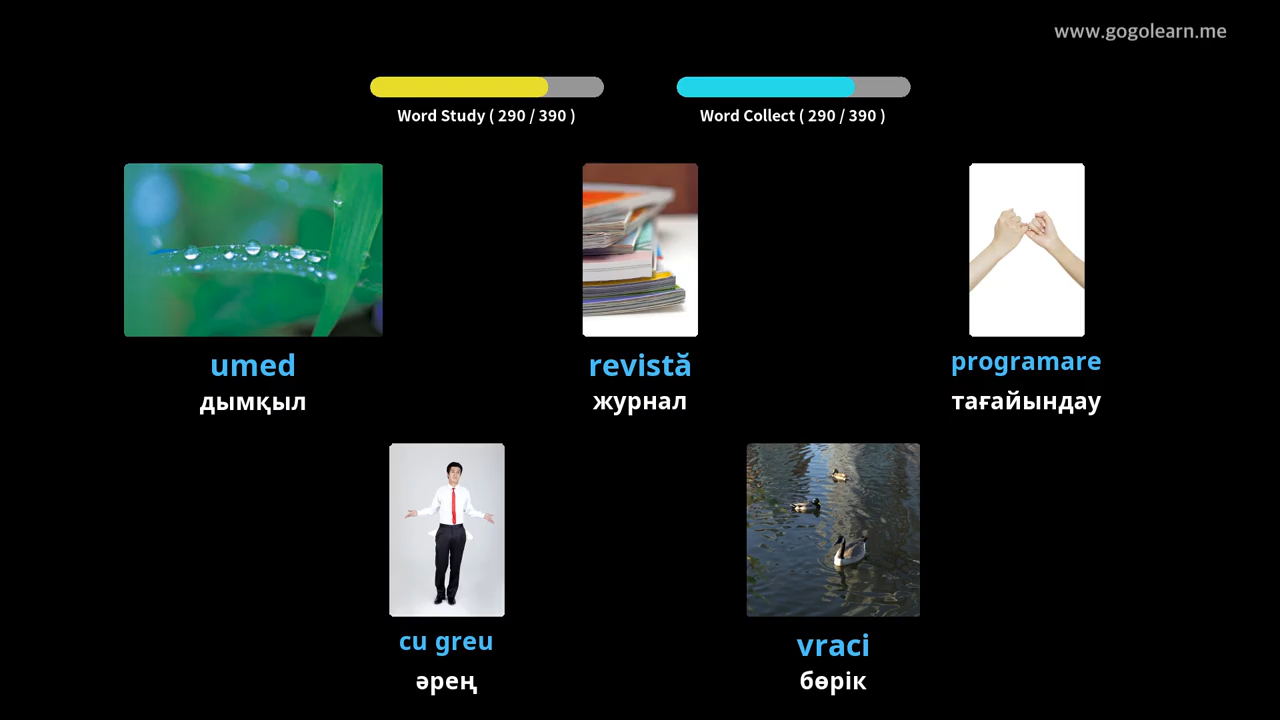 www.gogolearn.me
Word Study ( 290 / 390 )
Word Collect ( 290 / 390 )
umed
дымқыл
revistă
журнал
programare
тағайындау
cu greu
әрең
vraci
бөрік